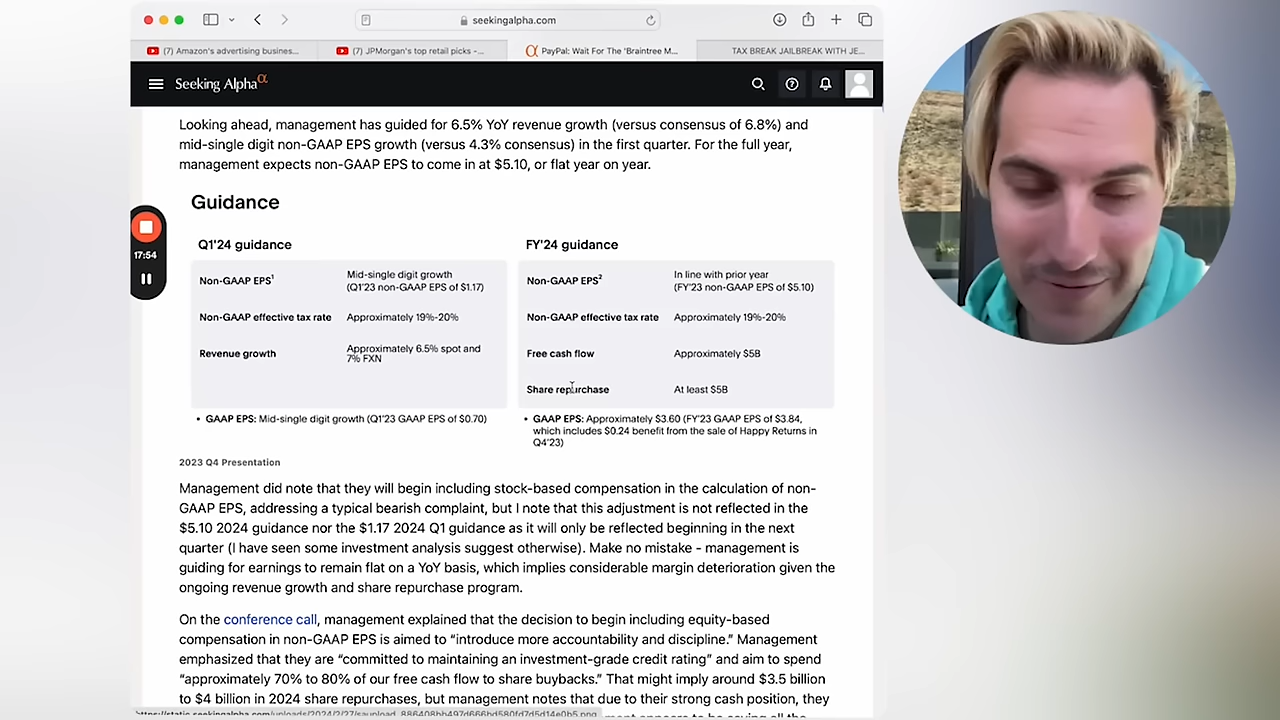 seekingalpha.com
(7) Amazon's advertising busines...
(7) JPMorgan's top retail picks -...
PayPal: Wait For The 'Braintree M...
TAX BREAK JAILBREAK WITH JE...
Seeking Alphaα
Looking ahead, management has guided for 6.5% YoY revenue growth (versus consensus of 6.8%) and
mid-single digit non-GAAP EPS growth (versus 4.3% consensus) in the first quarter. For the full year,
management expects non-GAAP EPS to come in at $5.10, or flat year on year.
Guidance
17:54
Q1'24 guidance
Non-GAAP EPS¹
Mid-single digit growth
(Q1'23 non-GAAP EPS of $1.17)
Non-GAAP effective tax rate
Approximately 19%-20%
Revenue growth
Approximately 6.5% spot and
7% FXN
• GAAP EPS: Mid-single digit growth (Q1'23 GAAP EPS of $0.70)
FY'24 guidance
Non-GAAP EPS²
In line with prior year
(FY'23 non-GAAP EPS of $5.10)
Non-GAAP effective tax rate
Approximately 19%-20%
Free cash flow
Approximately $5B
Share repurchase
At least $5B
• GAAP EPS: Approximately $3.60 (FY'23 GAAP EPS of $3.84,
which includes $0.24 benefit from the sale of Happy Returns in
Q4'23)
2023 Q4 Presentation
Management did note that they will begin including stock-based compensation in the calculation of non-
GAAP EPS, addressing a typical bearish complaint, but I note that this adjustment is not reflected in the
$5.10 2024 guidance nor the $1.17 2024 Q1 guidance as it will only be reflected beginning in the next
quarter (I have seen some investment analysis suggest otherwise). Make no mistake - management is
guiding for earnings to remain flat on a YoY basis, which implies considerable margin deterioration given the
ongoing revenue growth and share repurchase program.
On the conference call, management explained that the decision to begin including equity-based
compensation in non-GAAP EPS is aimed to “introduce more accountability and discipline.” Management
emphasized that they are “committed to maintaining an investment-grade credit rating” and aim to spend
“approximately 70% to 80% of our free cash flow to share buybacks.” That might imply around $3.5 billion
to $4 billion in 2024 share repurchases, but management notes that due to their strong cash position, they